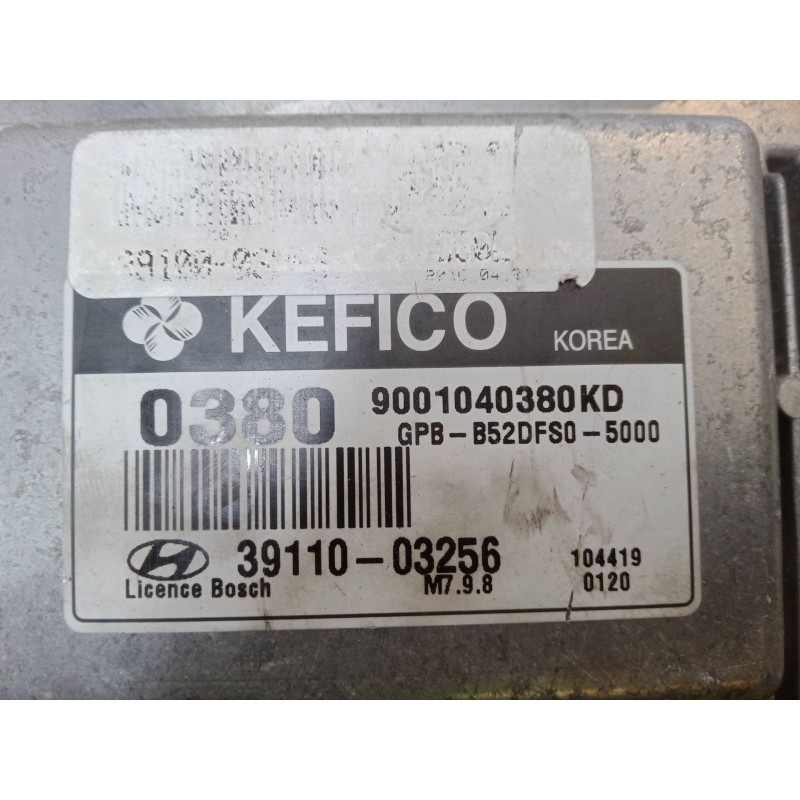 KEFICO KOREA
0380 9001040380KD
GPB-B52DFS0-5000
39110-03256 104419
Licence Bosch M7.9.8 0120